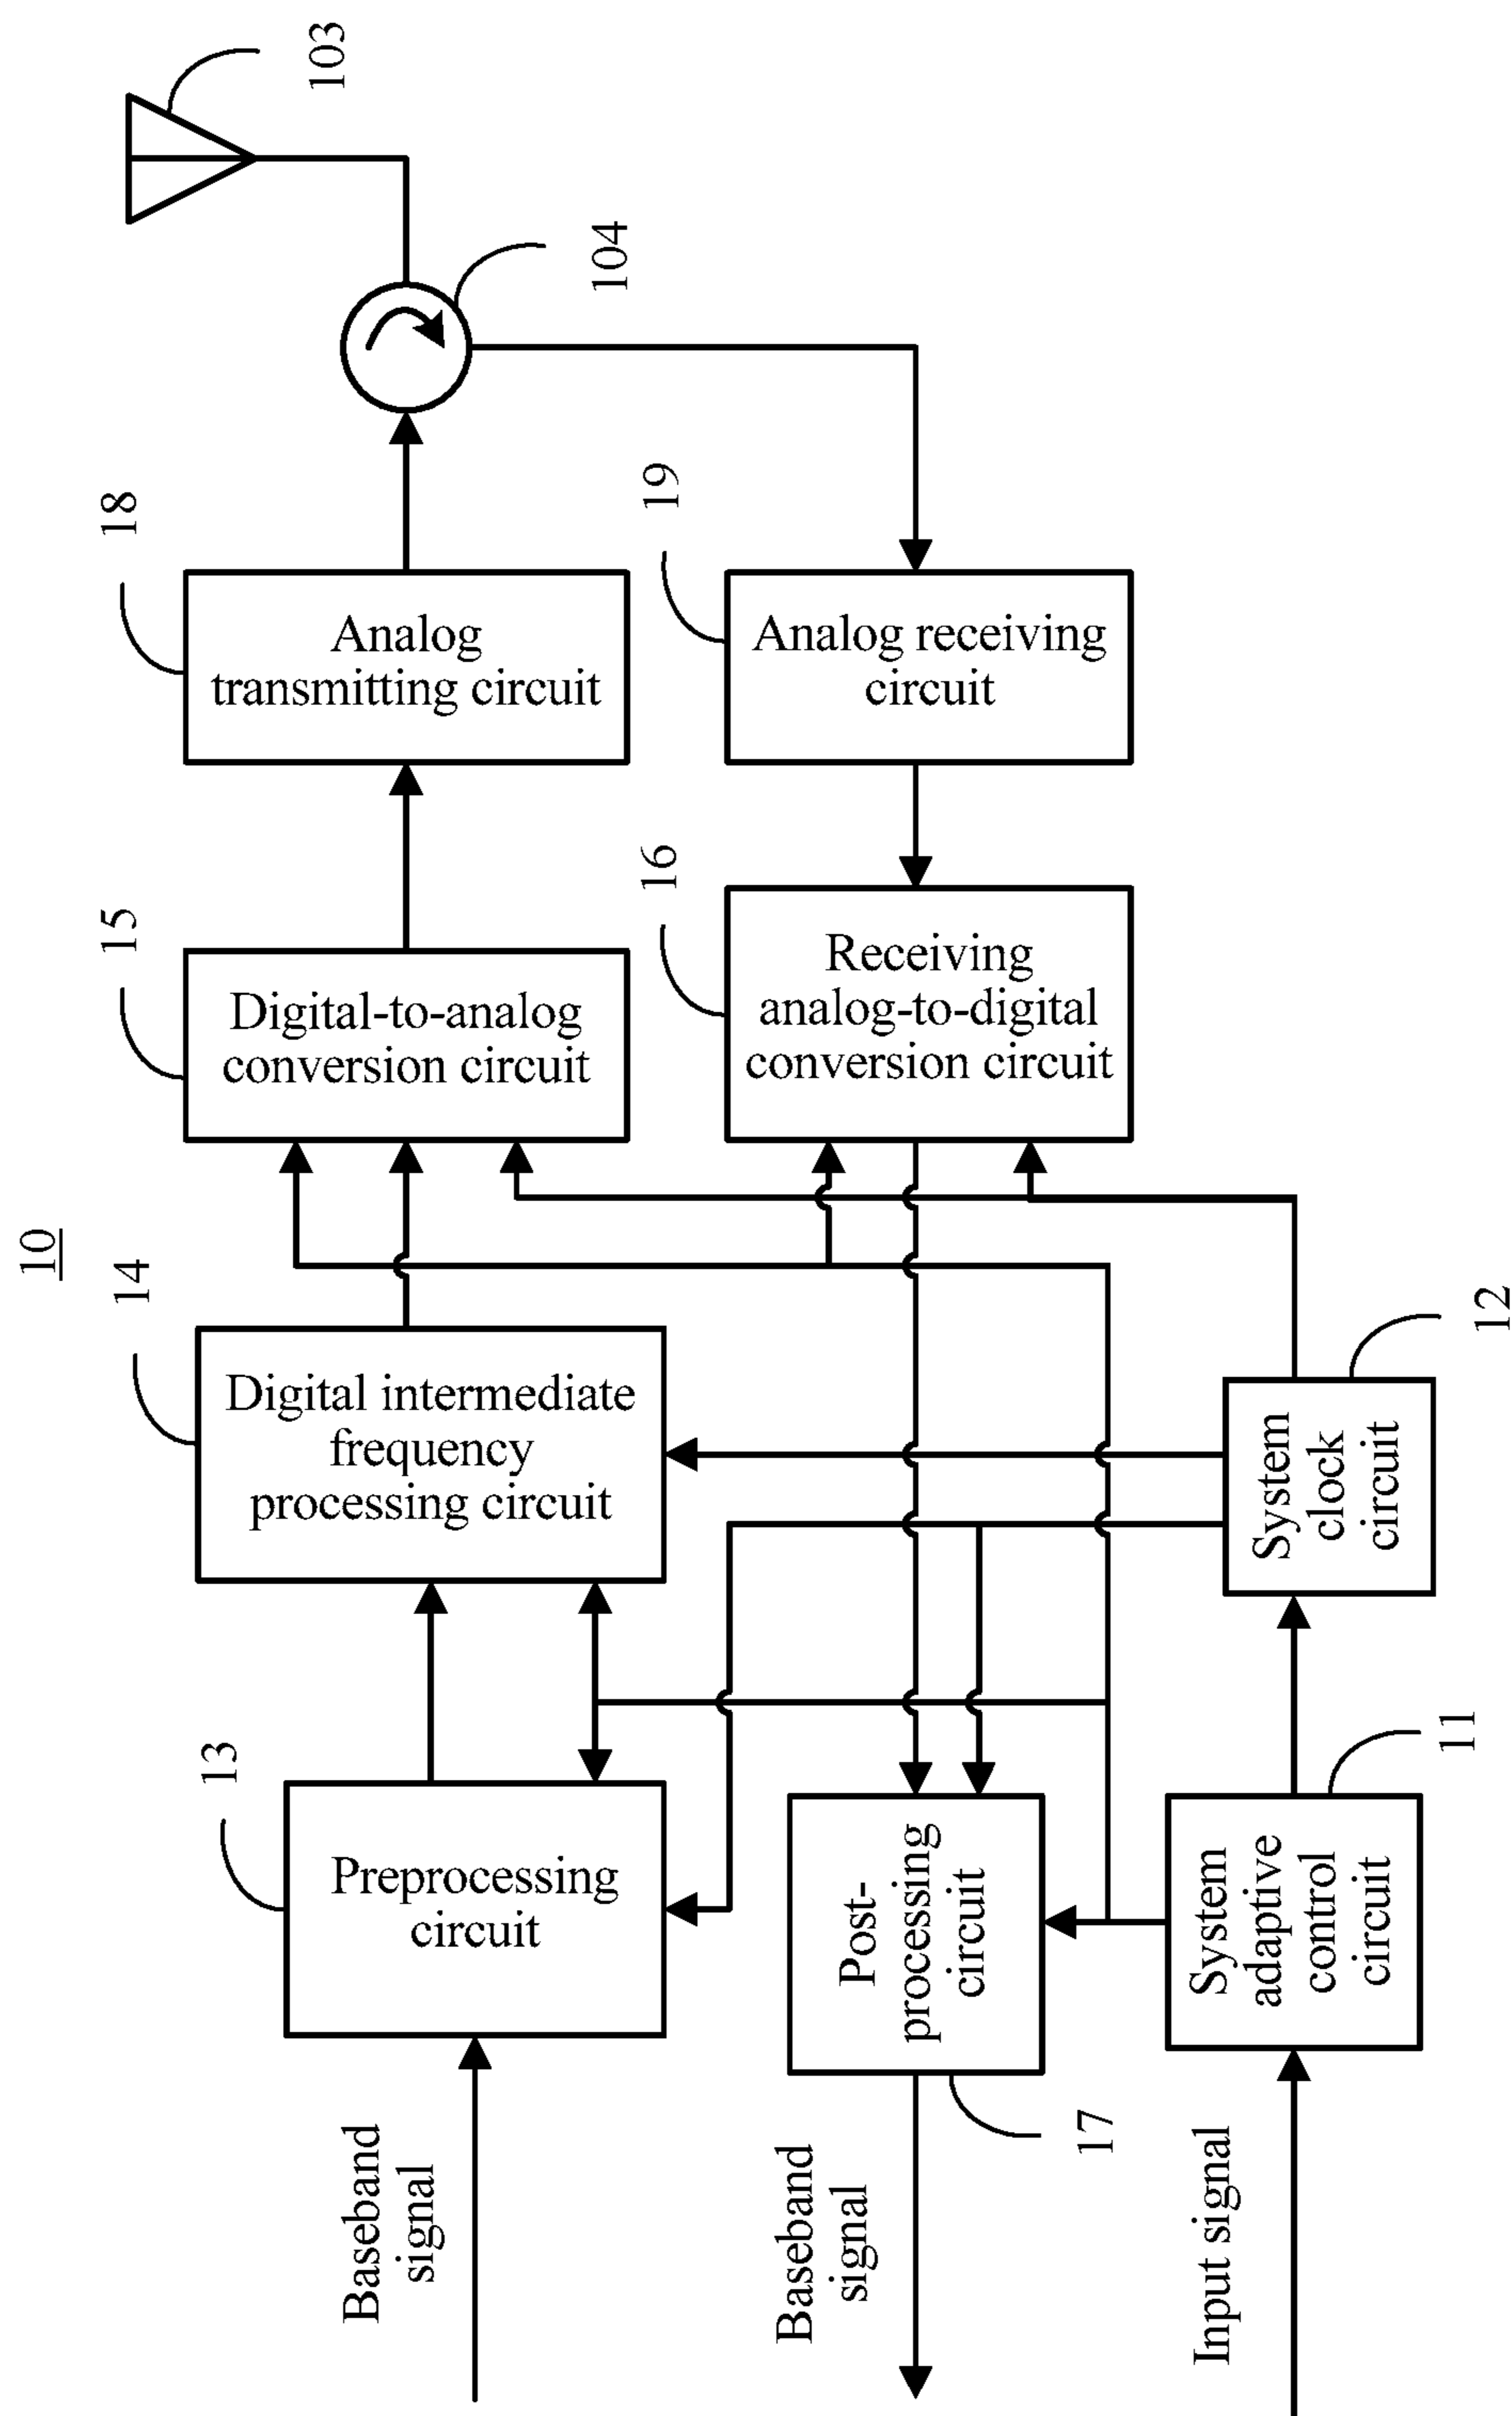 103
104
18
Analog
transmitting circuit
19
Analog receiving
circuit
15
Digital-to-analog
conversion circuit
16
Receiving
analog-to-digital
conversion circuit
10
14
Digital intermediate
frequency
processing circuit
12
System
clock
circuit
13
Preprocessing
circuit
Post-
processing
circuit
17
11
System
adaptive
control
circuit
Baseband
signal
Baseband
signal
Input signal